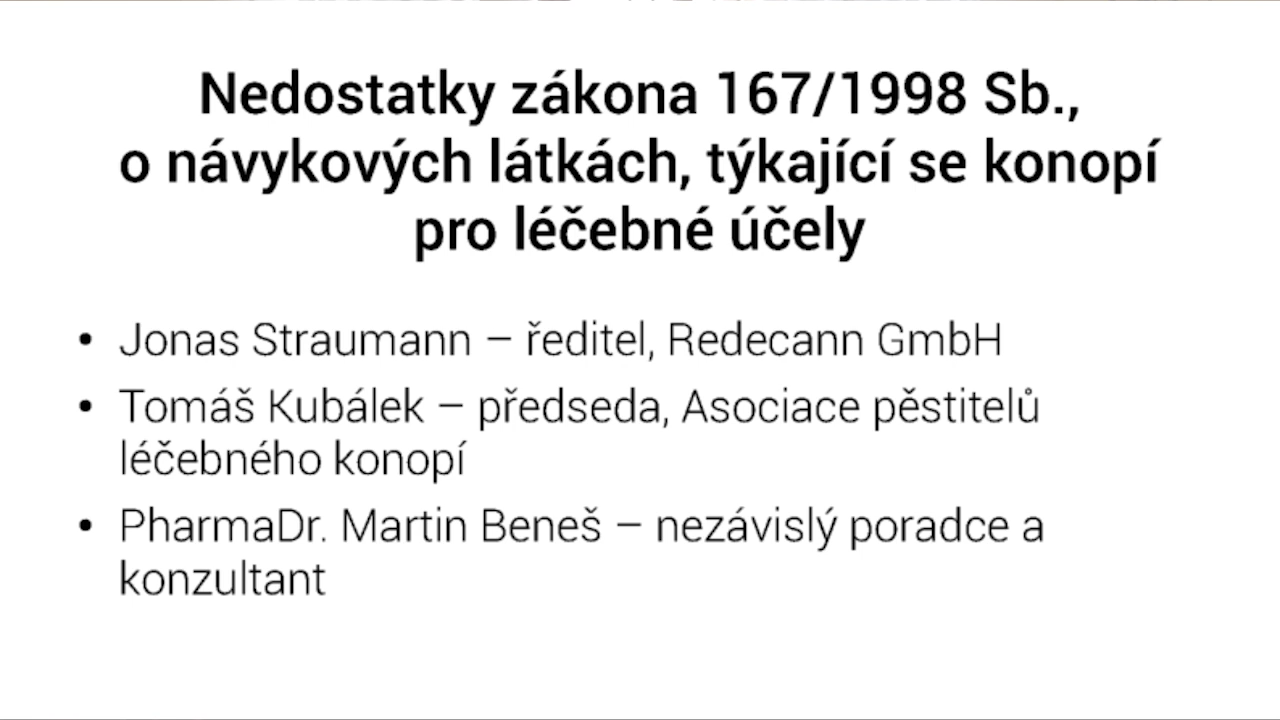 Nedostatky zákona 167/1998 Sb.,
o návykových látkách, týkající se konopí
pro léčebné účely
• Jonas Straumann – ředitel, Redecann GmbH
• Tomáš Kubálek – předseda, Asociace pěstitelů
léčebného konopí
• PharmaDr. Martin Beneš – nezávislý poradce a
konzultant